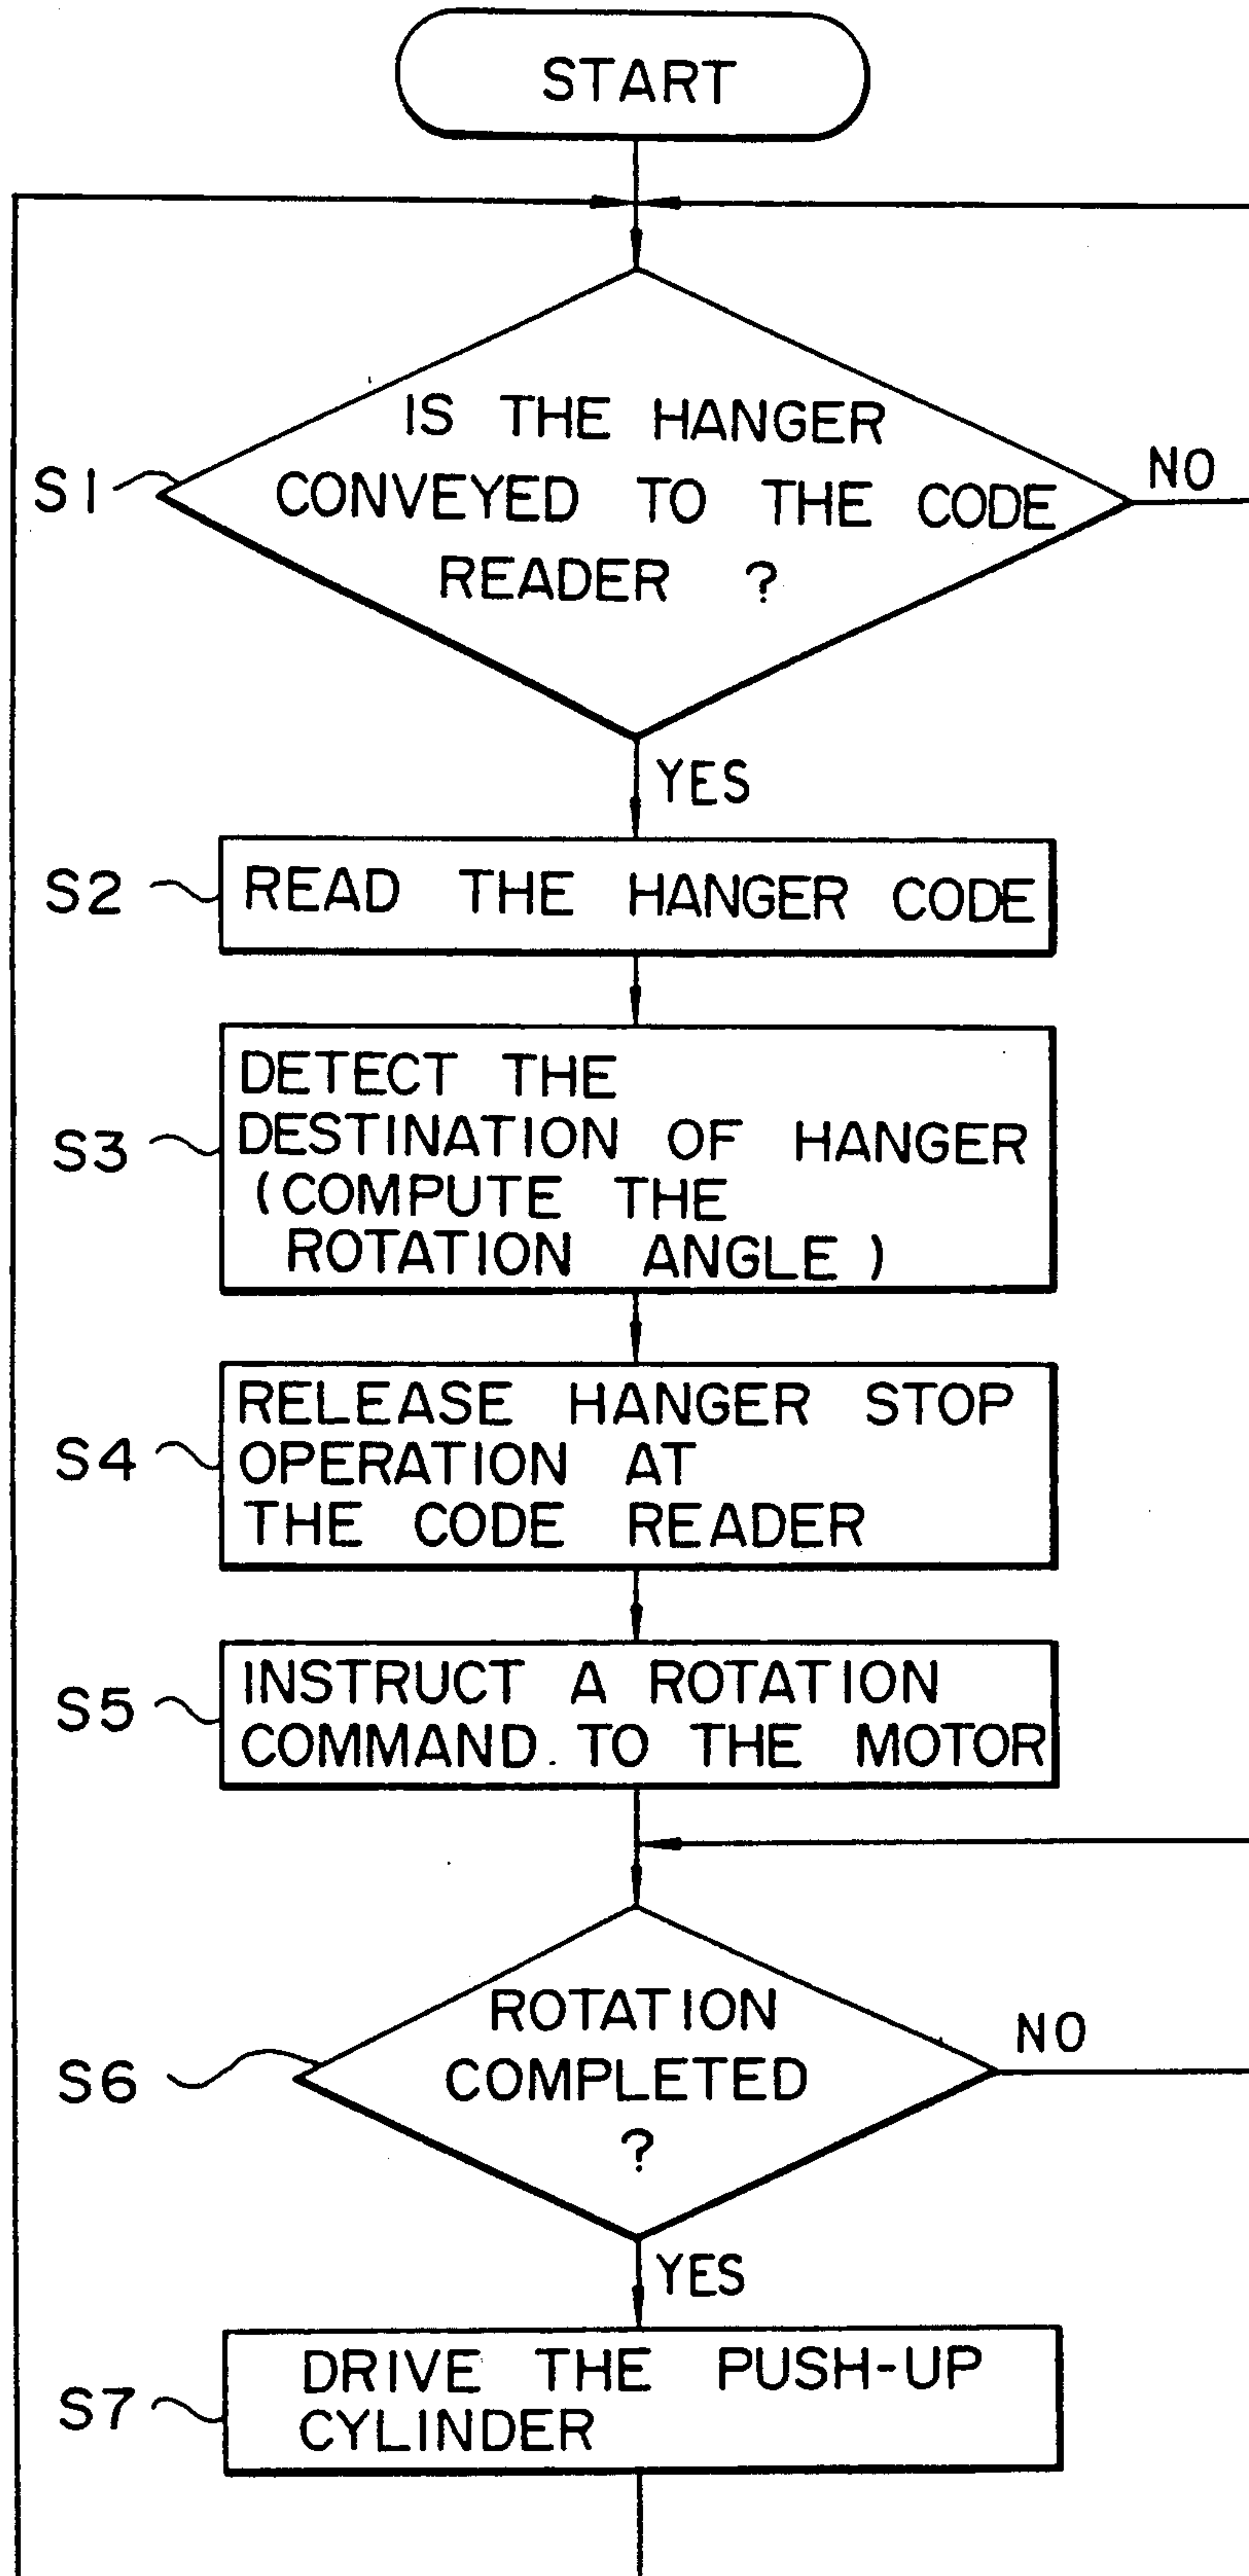 START
IS THE HANGER
S1
CONVEYED TO THE CODE
NO
READER ?
YES
S2
READ THE HANGER CODE
S3
DETECT THE
DESTINATION OF HANGER
(COMPUTE THE
ROTATION ANGLE)
S4
RELEASE HANGER STOP
OPERATION AT
THE CODE READER
S5
INSTRUCT A ROTATION
COMMAND. TO THE MOTOR
S6
ROTATION
COMPLETED
?
NO
YES
S7
DRIVE THE PUSH-UP
CYLINDER